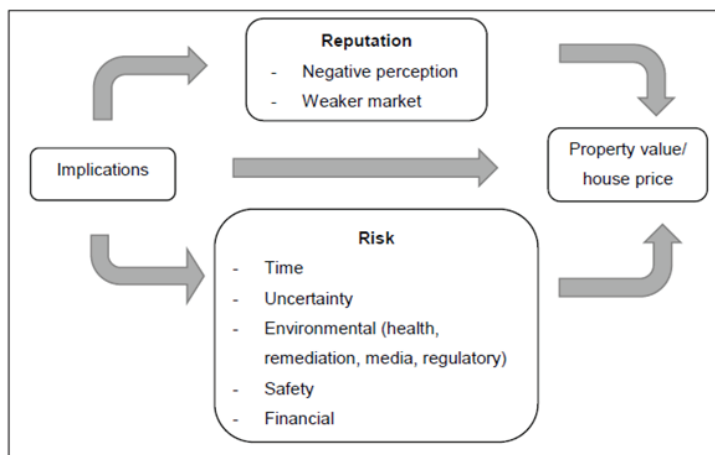 Reputation
- Negative perception
- Weaker market
Implications
Property value/
house price
Risk
- Time
- Uncertainty
- Environmental (health,
remediation, media, regulatory)
- Safety
- Financial